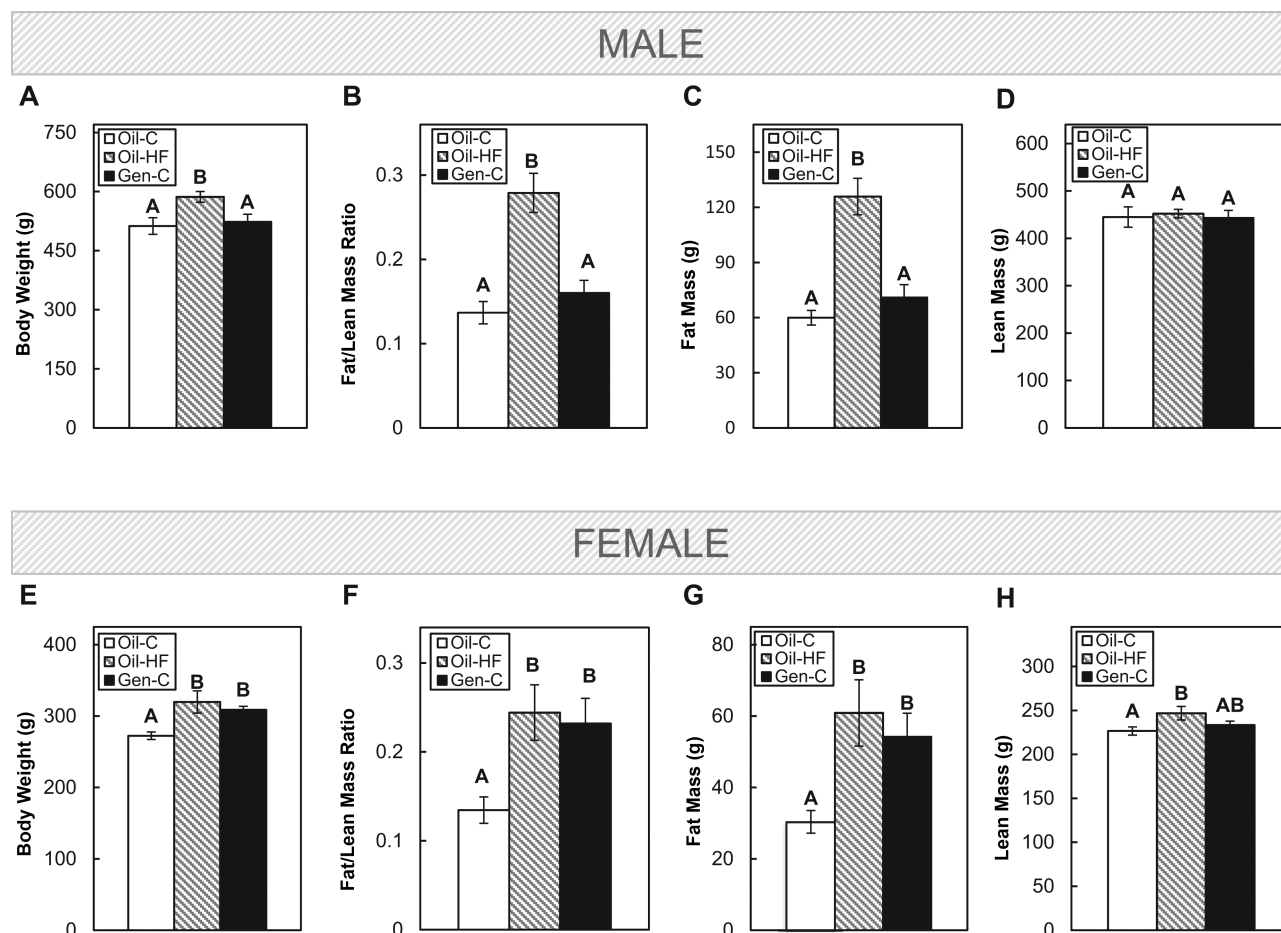 MALE
A
Body Weight (g)
750
600
450
300
150
0
Oil-C
Oil-HF
Gen-C
A
B
A
B
Fat/Lean Mass Ratio
0.3
0.2
0.1
0
Oil-C
Oil-HF
Gen-C
A
B
A
C
Fat Mass (g)
150
120
90
60
30
0
Oil-C
Oil-HF
Gen-C
A
B
A
D
Lean Mass (g)
600
500
400
300
200
100
0
Oil-C
Oil-HF
Gen-C
A
A
A
FEMALE
E
Body Weight (g)
400
300
200
100
0
Oil-C
Oil-HF
Gen-C
A
B
B
F
Fat/Lean Mass Ratio
0.3
0.2
0.1
0
Oil-C
Oil-HF
Gen-C
A
B
B
G
Fat Mass (g)
80
60
40
20
0
Oil-C
Oil-HF
Gen-C
A
B
B
H
Lean Mass (g)
300
250
200
150
100
50
0
Oil-C
Oil-HF
Gen-C
A
B
AB